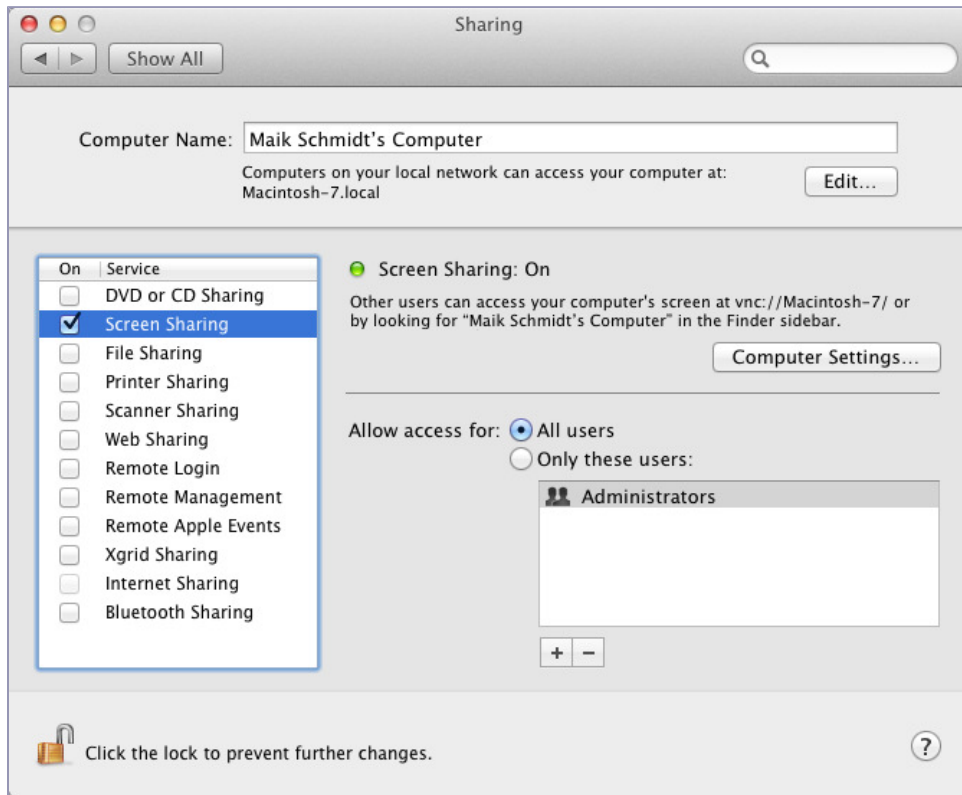 Sharing
Show All
Computer Name: Maik Schmidt's Computer
Computers on your local network can access your computer at:
Macintosh-7.local
Edit...
On Service
DVD or CD Sharing
Screen Sharing
File Sharing
Printer Sharing
Scanner Sharing
Web Sharing
Remote Login
Remote Management
Remote Apple Events
Xgrid Sharing
Internet Sharing
Bluetooth Sharing
Screen Sharing: On
Other users can access your computer's screen at vnc://Macintosh-7/ or
by looking for “Maik Schmidt's Computer” in the Finder sidebar.
Computer Settings...
Allow access for: All users
Only these users:
Administrators
+ −
Click the lock to prevent further changes.
?